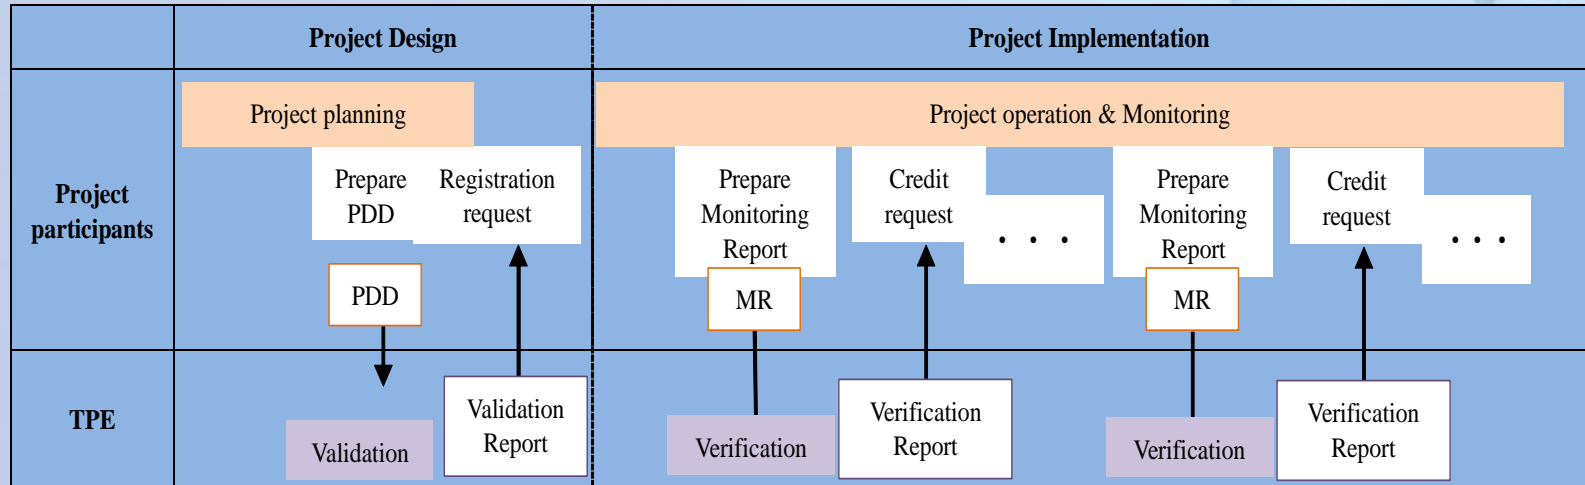 Project Design
Project Implementation
Project
participants
Project planning
Project operation & Monitoring
Prepare
PDD
Registration
request
Prepare
Monitoring
Report
Credit
request
. . .
Prepare
Monitoring
Report
Credit
request
. . .
PDD
MR
MR
TPE
Validation
Validation
Report
Verification
Verification
Report
Verification
Verification
Report